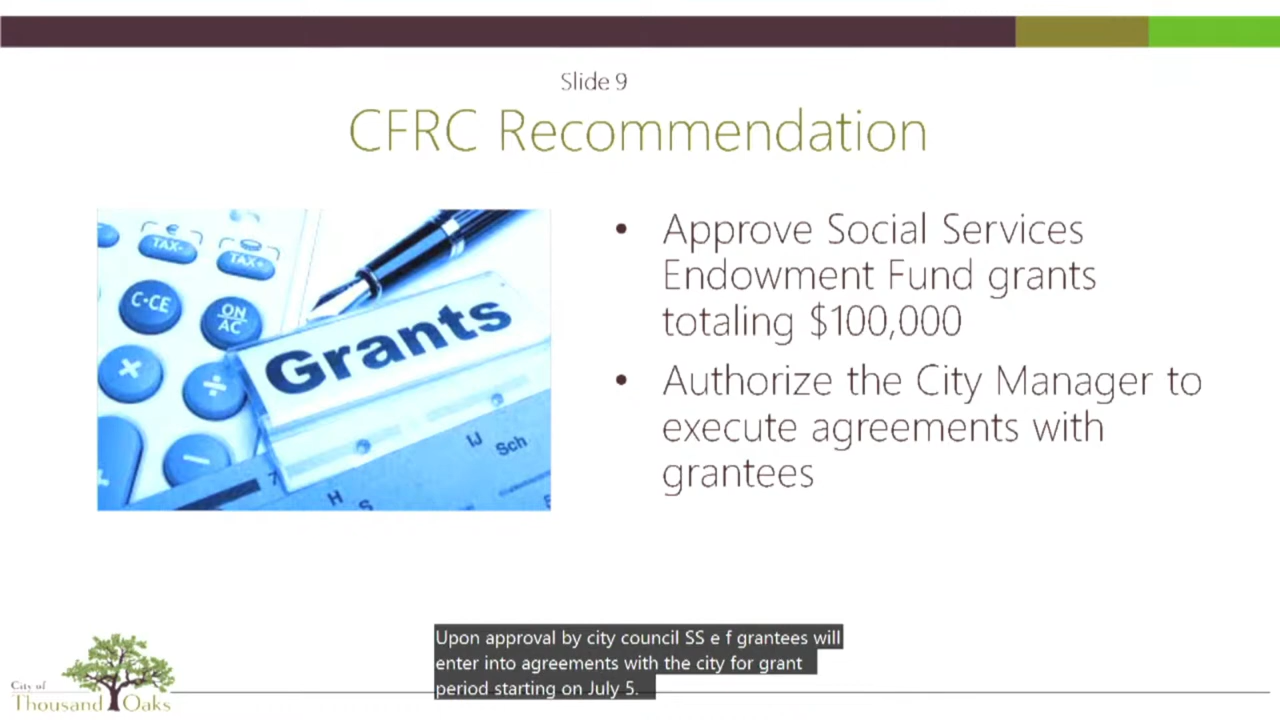 Slide 9
CFRC Recommendation
TAX-
TAX+
C·CE
ON
AC
Grants
IJ
Sch
7
H
S
• Approve Social Services
Endowment Fund grants
totaling $100,000
• Authorize the City Manager to
execute agreements with
grantees
Upon approval by city council SS e f grantees will
enter into agreements with the city for grant
period starting on July 5.
City of
Thousand Oaks